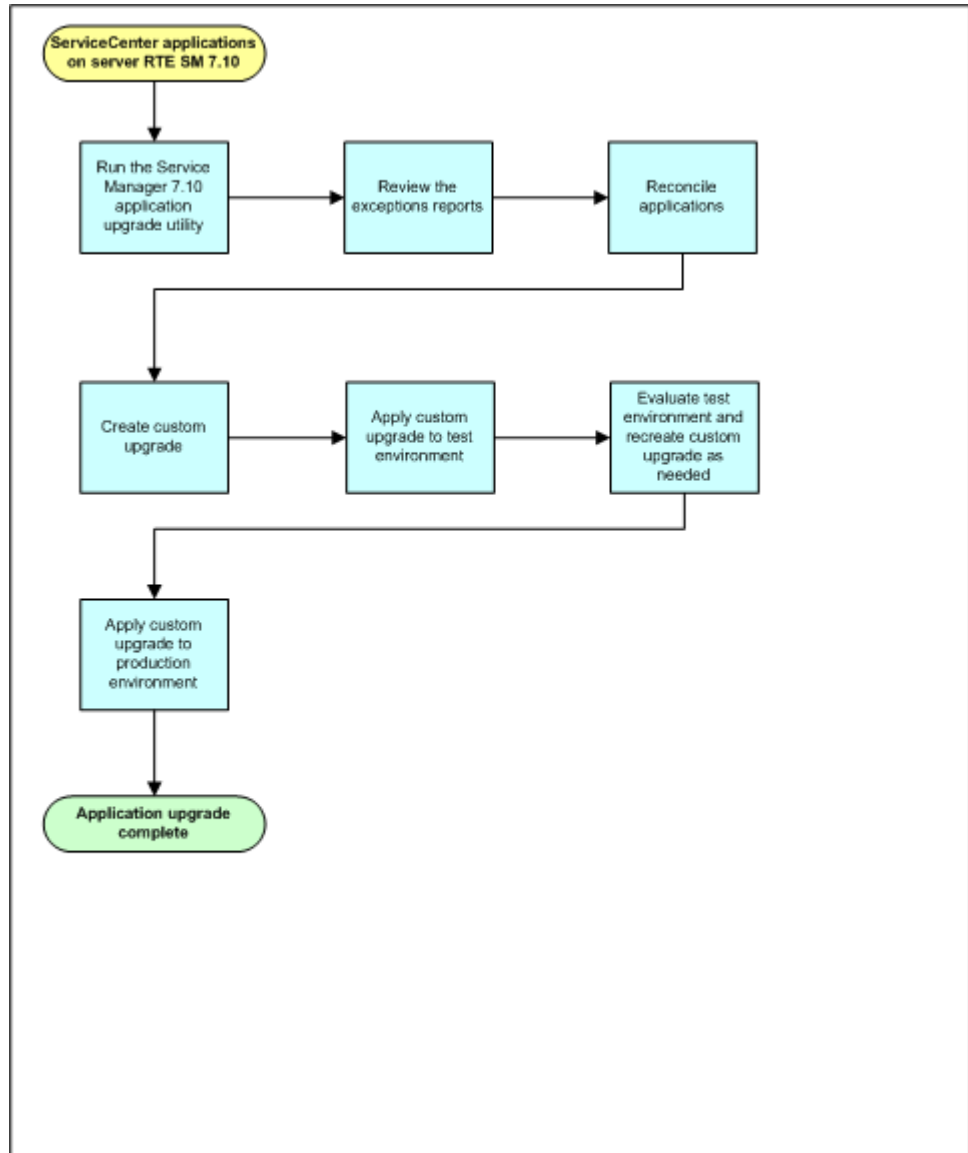 ServiceCenter applications
on server RTE SM 7.10
Run the Service
Manager 7.10
application
upgrade utility
Review the
exceptions reports
Reconcile
applications
Create custom
upgrade
Apply custom
upgrade to test
environment
Evaluate test
environment and
recreate custom
upgrade as
needed
Apply custom
upgrade to
production
environment
Application upgrade
complete